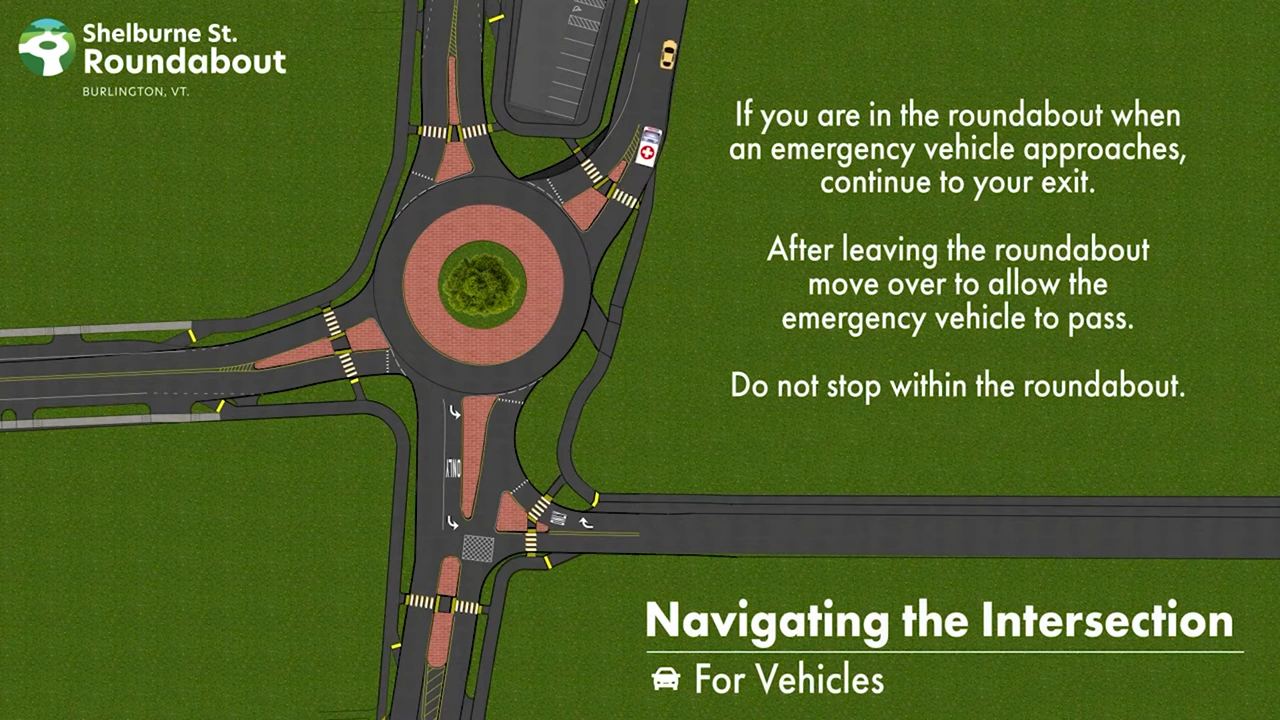 Shelburne St.
Roundabout
BURLINGTON, VT.
If you are in the roundabout when
an emergency vehicle approaches,
continue to your exit.
After leaving the roundabout
move over to allow the
emergency vehicle to pass.
Do not stop within the roundabout.
ONLY
ONLY
Navigating the Intersection
For Vehicles